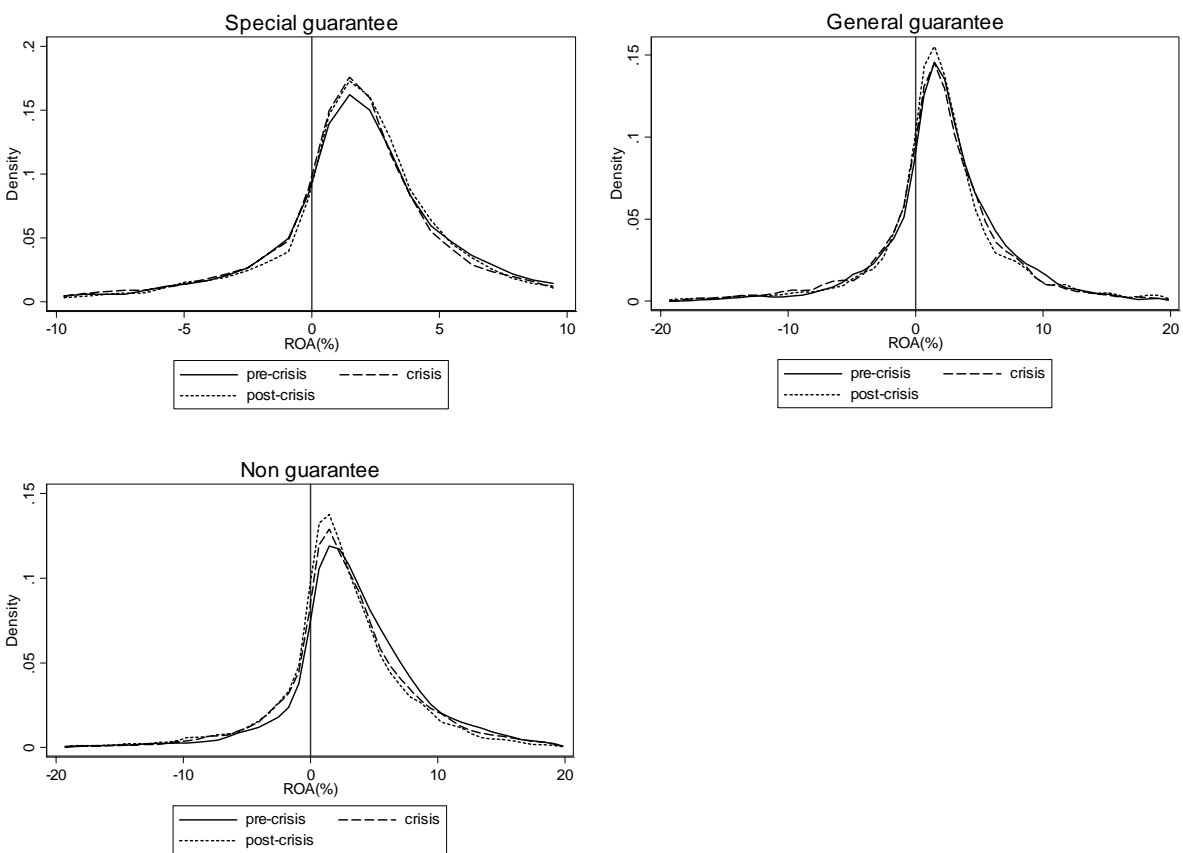 Special guarantee
Density
.2
.15
.1
.05
0
-10 -5 0 5 10
ROA(%)
pre-crisis crisis
post-crisis
General guarantee
Density
.15
.1
.05
0
-20 -10 0 10 20
ROA(%)
pre-crisis crisis
post-crisis
Non guarantee
Density
.15
.1
.05
0
-20 -10 0 10 20
ROA(%)
pre-crisis crisis
post-crisis